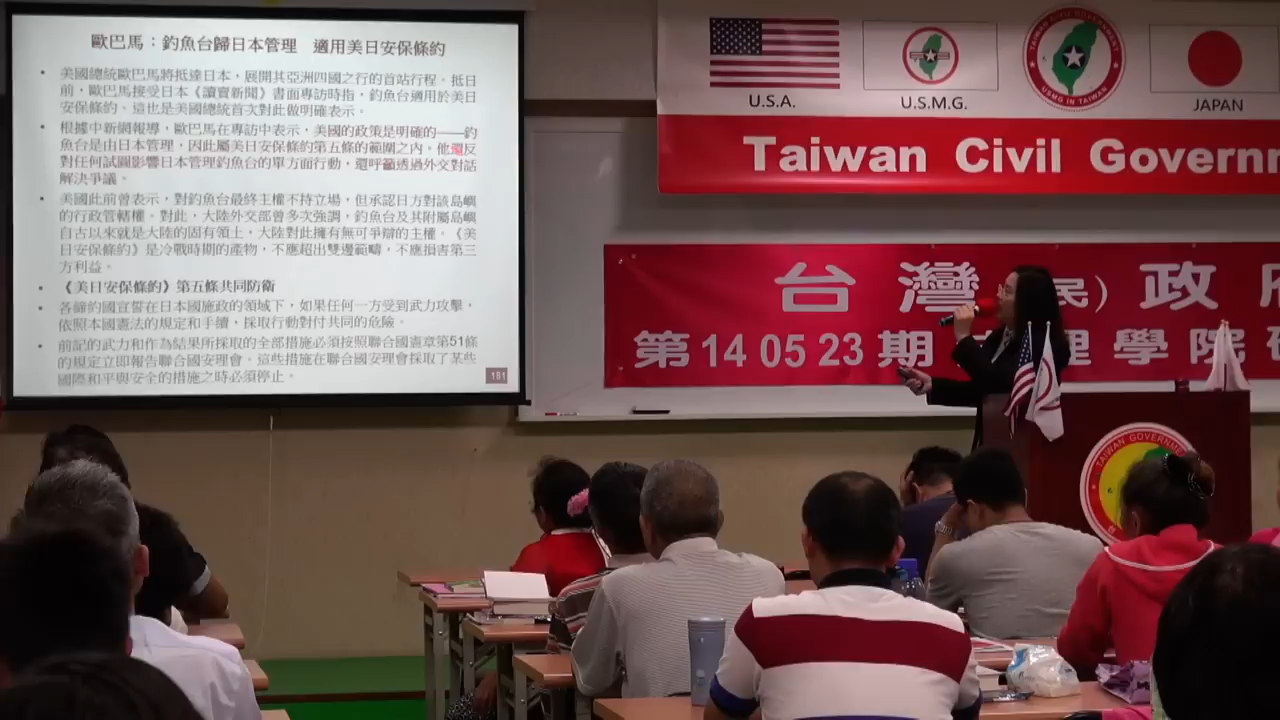 歐巴馬：釣魚台歸日本管理　適用美日安保條約
• 美國總統歐巴馬將抵達日本，展開其亞洲四國之行的首站行程。抵日
前，歐巴馬接受日本《讀賣新聞》書面專訪時指，釣魚台適用於美日
安保條約。這也是美國總統首次對此做明確表示。
• 根據中新網報導，歐巴馬在專訪中表示，美國的政策是明確的——釣
魚台是由日本管理，因此屬美日安保條約第五條的範圍之內。他還反
對任何試圖影響日本管理釣魚台的單方面行動，還呼籲透過外交對話
解決爭議。
• 美國此前曾表示，對釣魚台最終主權不持立場，但承認日方對該島嶼
的行政管轄權。對此，大陸外交部曾多次強調，釣魚台及其附屬島嶼
自古以來就是大陸的固有領土，大陸對此擁有無可爭辯的主權。《美
日安保條約》是冷戰時期的產物，不應超出雙邊範疇，不應損害第三
方利益。
• 《美日安保條約》第五條共同防衛
• 各締約國宣誓在日本國施政的領域下，如果任何一方受到武力攻擊，
依照本國憲法的規定和手續，採取行動對付共同的危險。
• 前記的武力和作為結果所採取的全部措施必須按照聯合國憲章第51條
的規定立即報告聯合國安理會。這些措施在聯合國安理會採取了某些
國際和平與安全的措施之時必須停止。
151
U.S.A.
U.S.M.G.
TAIWAN CIVIL GOVERNMENT
USMG IN TAIWAN
JAPAN
Taiwan Civil Governm
台灣（民）政府
第140523期 理學院
TAIWAN GOVERNME